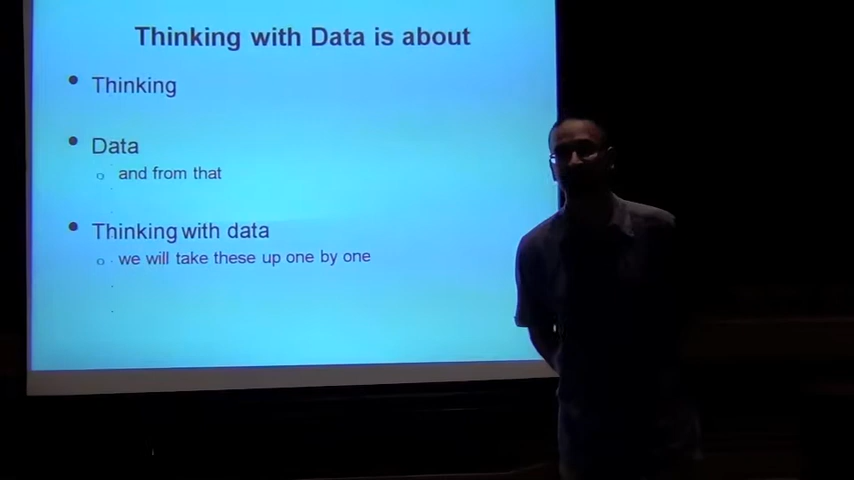 Thinking with Data is about
• Thinking
• Data
o and from that
• Thinking with data
o we will take these up one by one